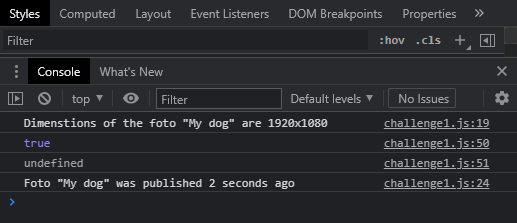 Styles Computed Layout Event Listeners DOM Breakpoints Properties »
Filter :hov .cls +
Console What's New
top Filter Default levels No Issues
Dimenstions of the foto "My dog" are 1920x1080 challenge1.js:19
true challenge1.js:50
undefined challenge1.js:51
Foto "My dog" was published 2 seconds ago challenge1.js:24
>